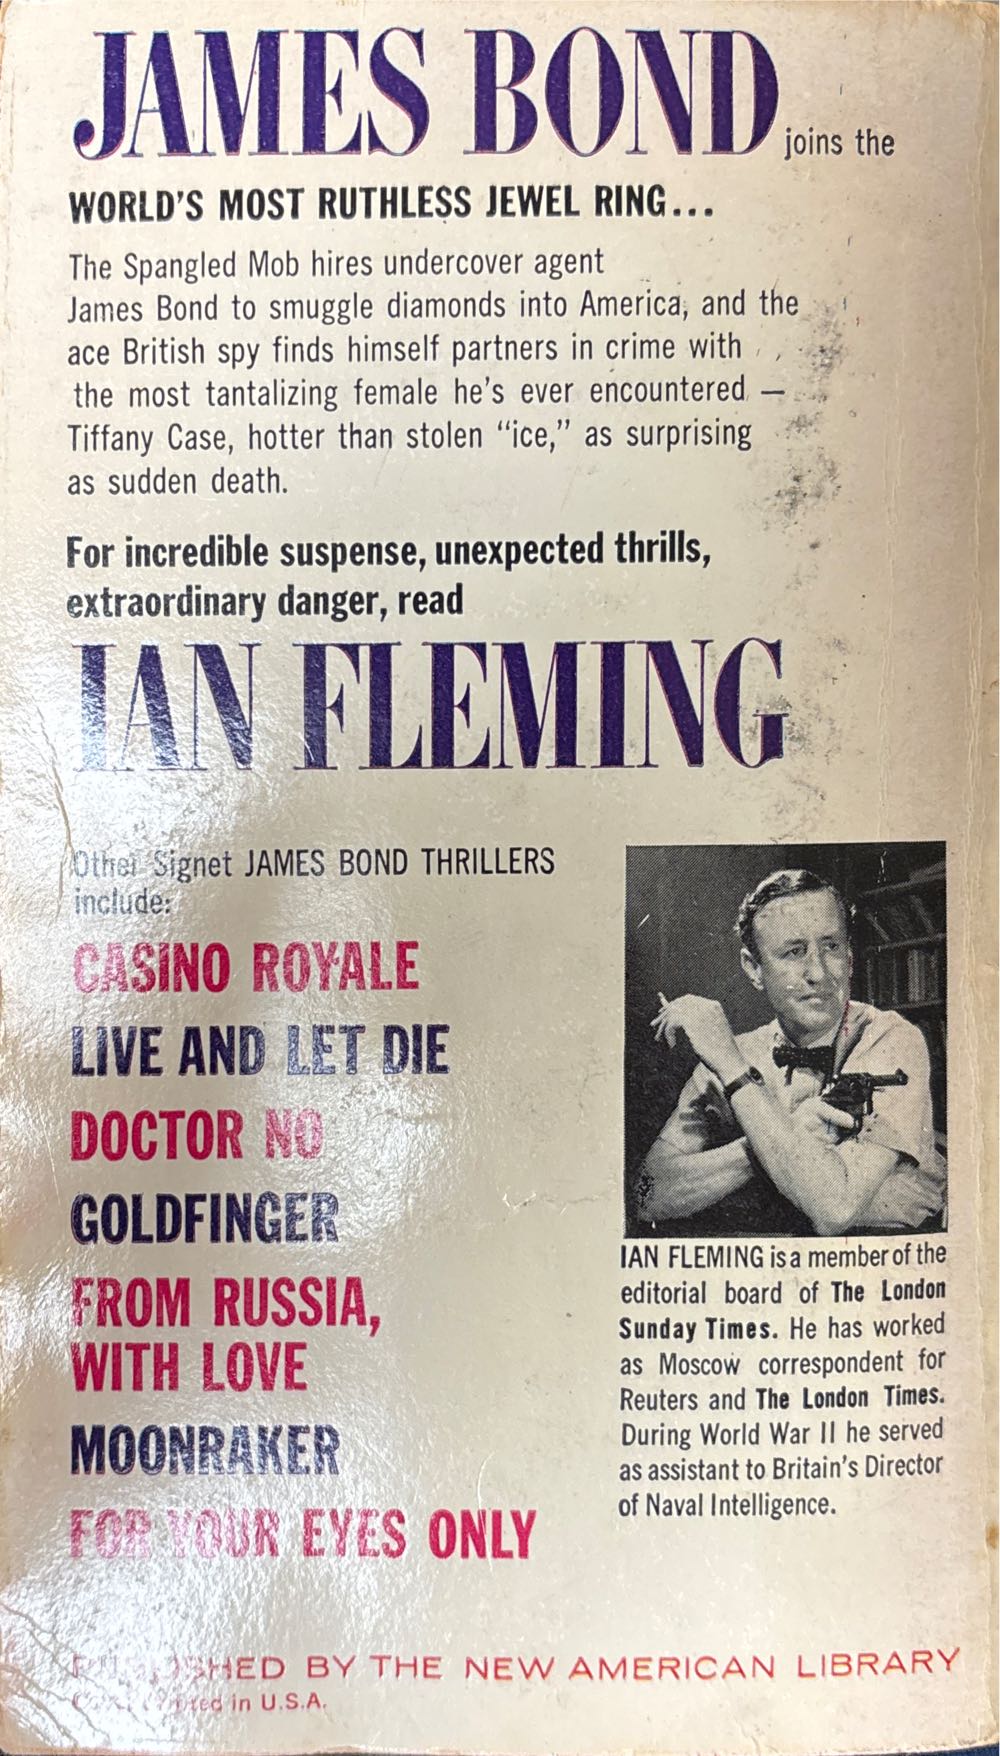 JAMES BOND joins the
WORLD'S MOST RUTHLESS JEWEL RING...
The Spangled Mob hires undercover agent
James Bond to smuggle diamonds into America, and the
ace British spy finds himself partners in crime with
the most tantalizing female he's ever encountered —
Tiffany Case, hotter than stolen "ice," as surprising
as sudden death.
For incredible suspense, unexpected thrills,
extraordinary danger, read
IAN FLEMING
Other Signet JAMES BOND THRILLERS
include:
CASINO ROYALE
LIVE AND LET DIE
DOCTOR NO
GOLDFINGER
FROM RUSSIA,
WITH LOVE
MOONRAKER
FOR YOUR EYES ONLY
IAN FLEMING is a member of the
editorial board of The London
Sunday Times. He has worked
as Moscow correspondent for
Reuters and The London Times.
During World War II he served
as assistant to Britain's Director
of Naval Intelligence.
PUBLISHED BY THE NEW AMERICAN LIBRARY
Printed in U.S.A.